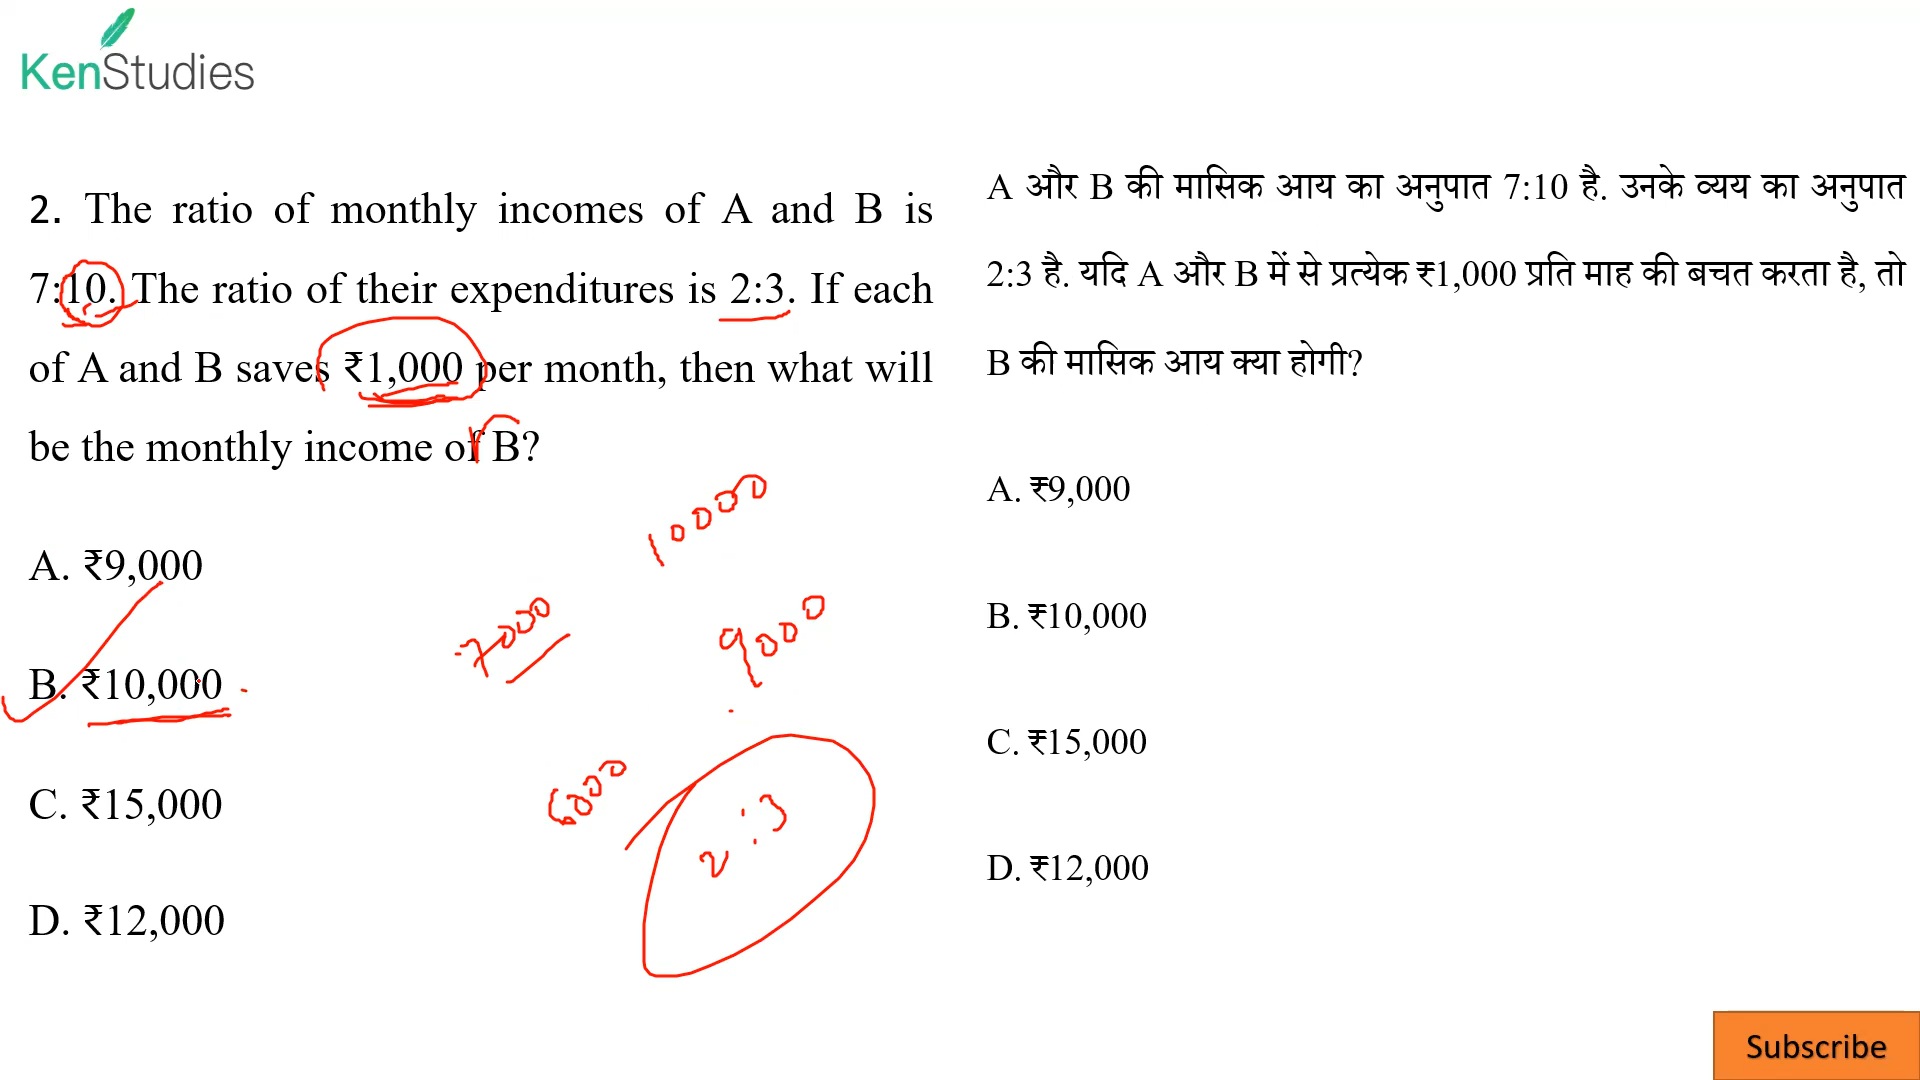 KenStudies
2. The ratio of monthly incomes of A and B is
7:10. The ratio of their expenditures is 2:3. If each
of A and B saves ₹1,000 per month, then what will
be the monthly income of B?
A. ₹9,000
B. ₹10,000
C. ₹15,000
D. ₹12,000
10000
7000
9000
6000
2:3
A और B की मासिक आय का अनुपात 7:10 है. उनके व्यय का अनुपात
2:3 है. यदि A और B में से प्रत्येक ₹1,000 प्रति माह की बचत करता है, तो
B की मासिक आय क्या होगी?
A. ₹9,000
B. ₹10,000
C. ₹15,000
D. ₹12,000
Subscribe